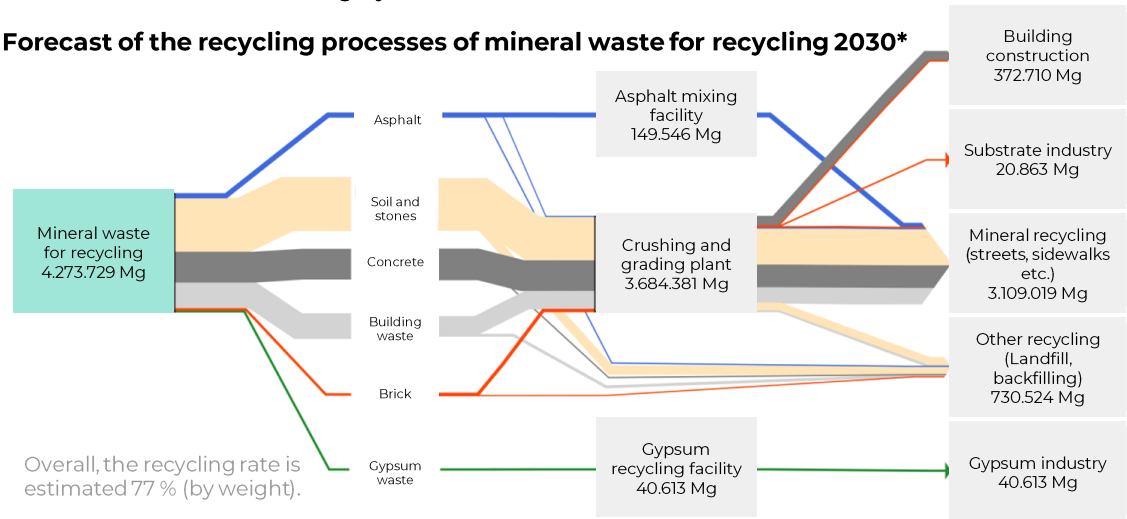 Forecast of the recycling processes of mineral waste for recycling 2030*
Mineral waste
for recycling
4.273.729 Mg
Asphalt
Soil and
stones
Concrete
Building
waste
Brick
Gypsum
waste
Asphalt mixing
facility
149.546 Mg
Crushing and
grading plant
3.684.381 Mg
Gypsum
recycling facility
40.613 Mg
Building
construction
372.710 Mg
Substrate industry
20.863 Mg
Mineral recycling
(streets, sidewalks
etc.)
3.109.019 Mg
Other recycling
(Landfill,
backfilling)
730.524 Mg
Gypsum industry
40.613 Mg
Overall, the recycling rate is
estimated 77 % (by weight).